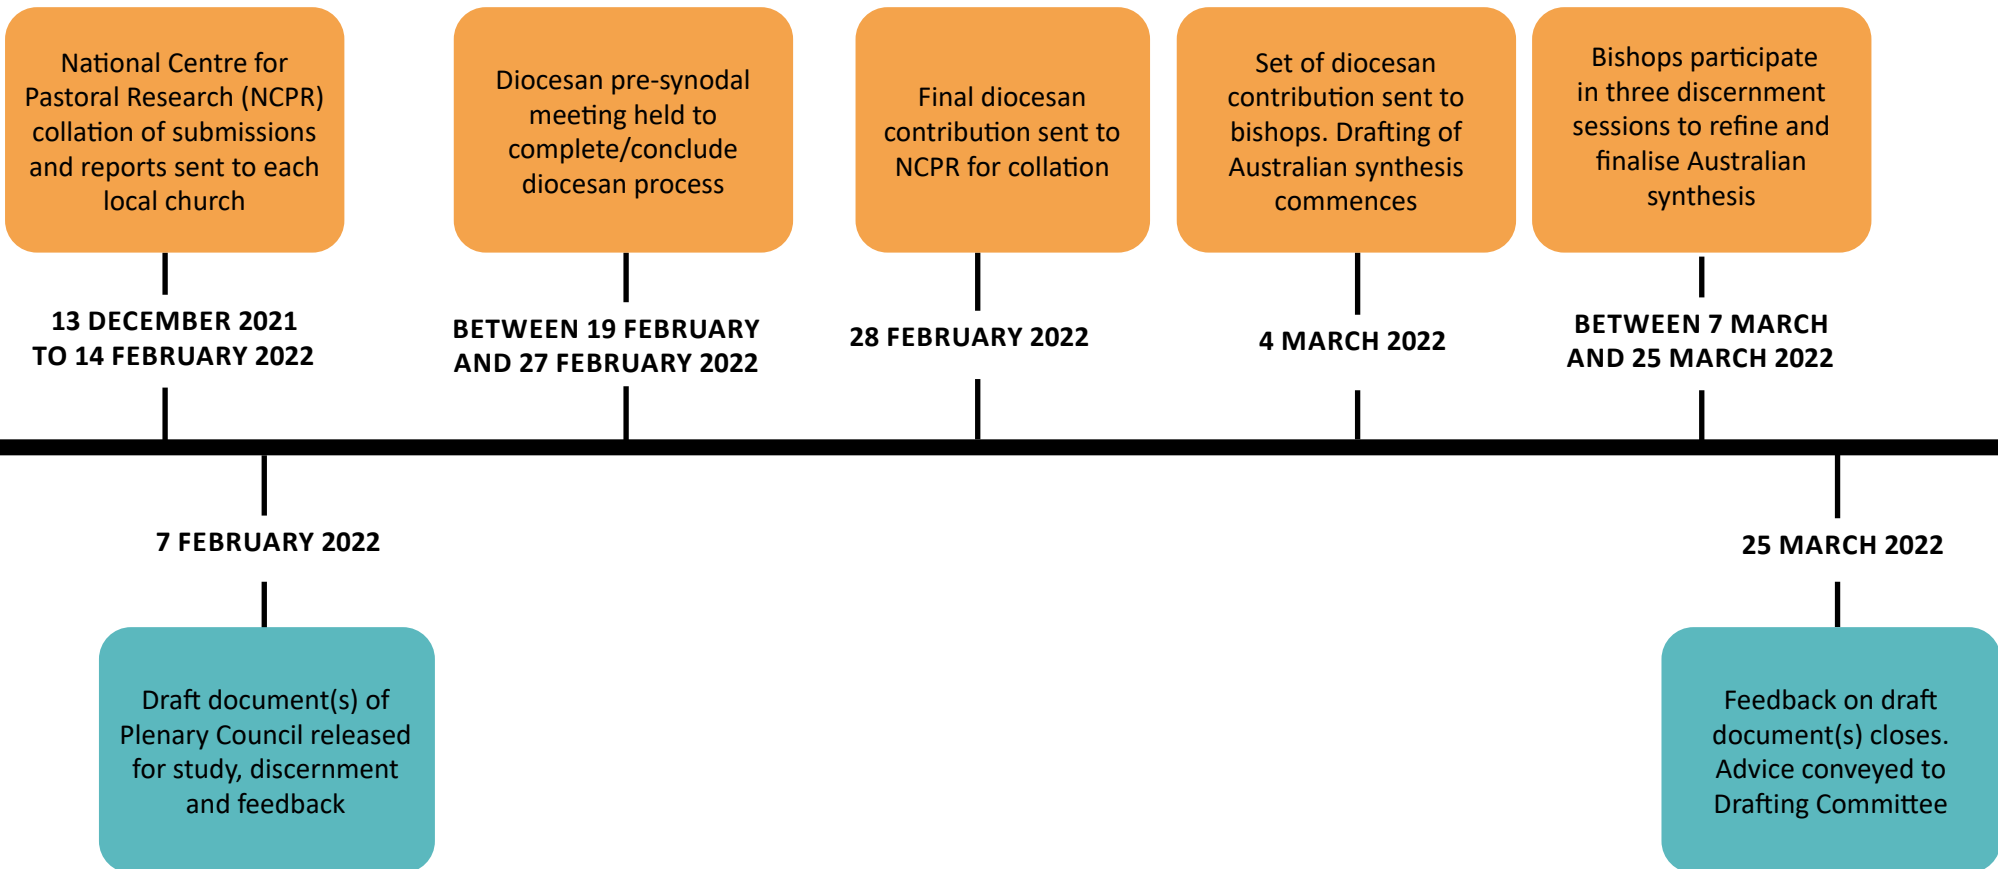 National Centre for
Pastoral Research (NCPR)
collation of submissions
and reports sent to each
local church
13 DECEMBER 2021
TO 14 FEBRUARY 2022
Diocesan pre-synodal
meeting held to
complete/conclude
diocesan process
BETWEEN 19 FEBRUARY
AND 27 FEBRUARY 2022
Final diocesan
contribution sent to
NCPR for collation
28 FEBRUARY 2022
Set of diocesan
contribution sent to
bishops. Drafting of
Australian synthesis
commences
4 MARCH 2022
Bishops participate
in three discernment
sessions to refine and
finalise Australian
synthesis
BETWEEN 7 MARCH
AND 25 MARCH 2022
7 FEBRUARY 2022
Draft document(s) of
Plenary Council released
for study, discernment
and feedback
25 MARCH 2022
Feedback on draft
document(s) closes.
Advice conveyed to
Drafting Committee